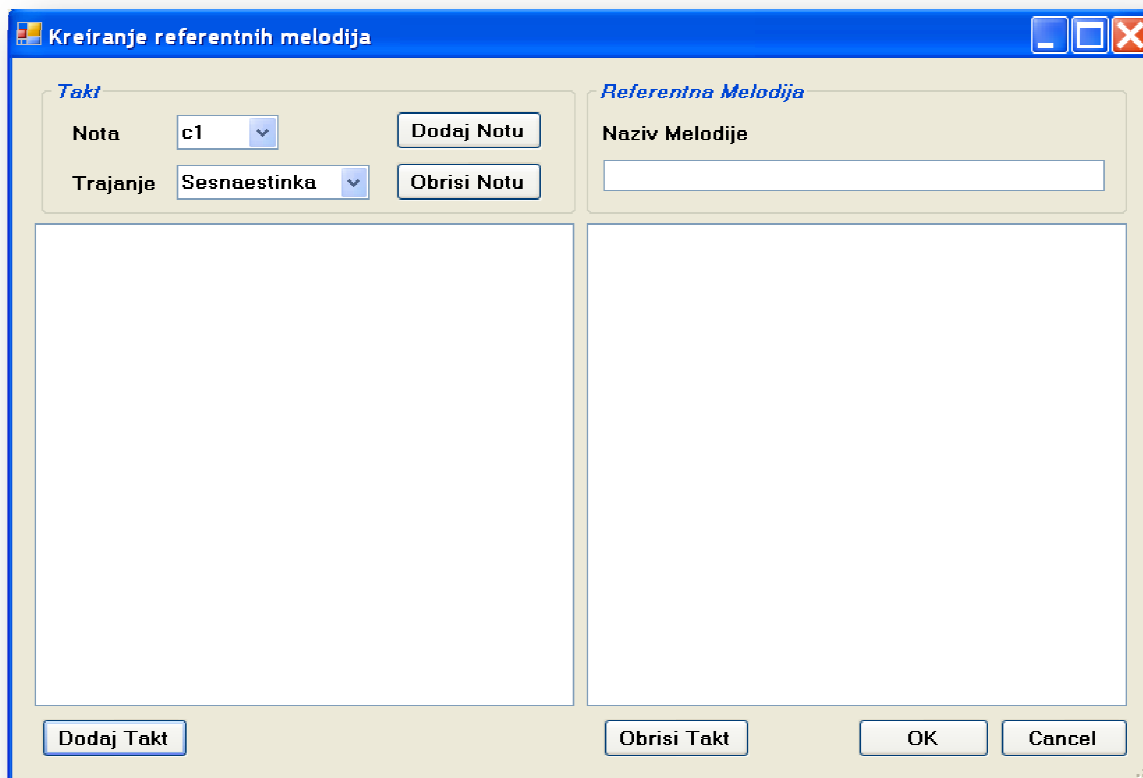 Kreiranje referentnih melodija
Takt
Nota
c1
Dodaj Notu
Trajanje
Sesnaestinka
Obrisi Notu
Referentna Melodija
Naziv Melodije
Dodaj Takt
Obrisi Takt
OK
Cancel